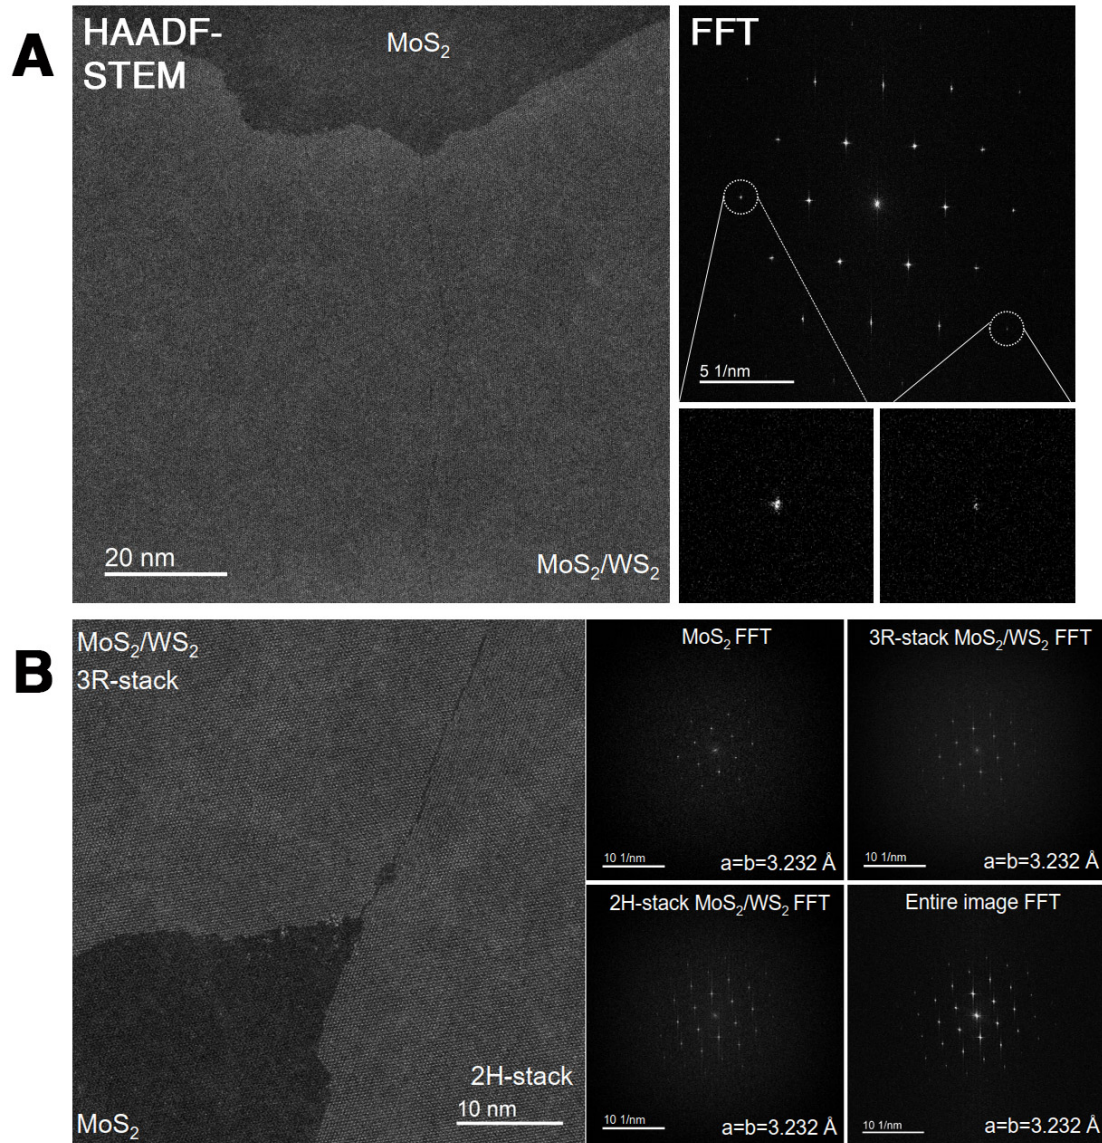 A
HAADF-
STEM
MoS₂
FFT
5 1/nm
20 nm
MoS₂/WS₂
B
MoS₂/WS₂
3R-stack
2H-stack
10 nm
MoS₂
MoS₂ FFT
10 1/nm
a=b=3.232 Å
3R-stack MoS₂/WS₂ FFT
10 1/nm
a=b=3.232 Å
2H-stack MoS₂/WS₂ FFT
10 1/nm
a=b=3.232 Å
Entire image FFT
10 1/nm
a=b=3.232 Å